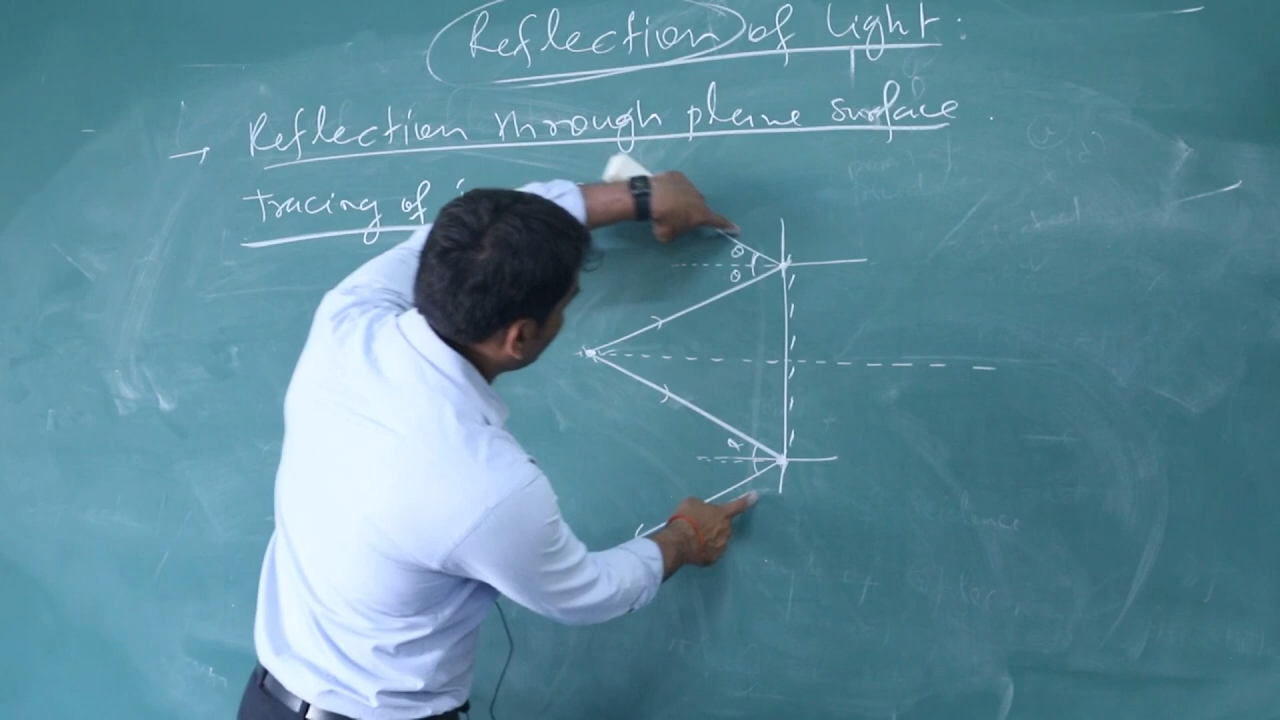 Reflection of light:
→ Reflection through plane surface.
tracing of
θ
θ
α